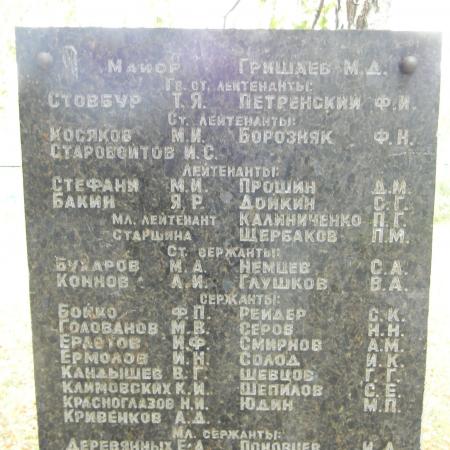 Майор Гришаев М.Д.
Гв. ст. лейтенанты:
Стовбур Т.Я. Петренский Ф.И.
Ст. лейтенанты:
Косяков М.И. Борозняк Ф.Н.
Старовойтов И.С.
Лейтенанты:
Стефани М.И. Прошин Д.М.
Бакин Я.Р. Дойкин С.Г.
Мл. лейтенант Калиниченко П.Г.
Старшина Щербаков П.М.
Ст. сержанты:
Бухаров М.А. Немцев С.А.
Коннов А.И. Глушков В.А.
Сержанты:
Бойко Ф.П. Рейдер С.К.
Голованов М.В. Серов Н.Н.
Ерастов И.Ф. Смирнов А.М.
Ермолов И.Н. Солод И.К.
Кандышев В.Г. Шевцов Г.Г.
Климовских К.И. Шепилов С.Е.
Красноглазов Н.И. Юдин М.П.
Кривенков А.Д.
Мл. сержанты:
Деревянных